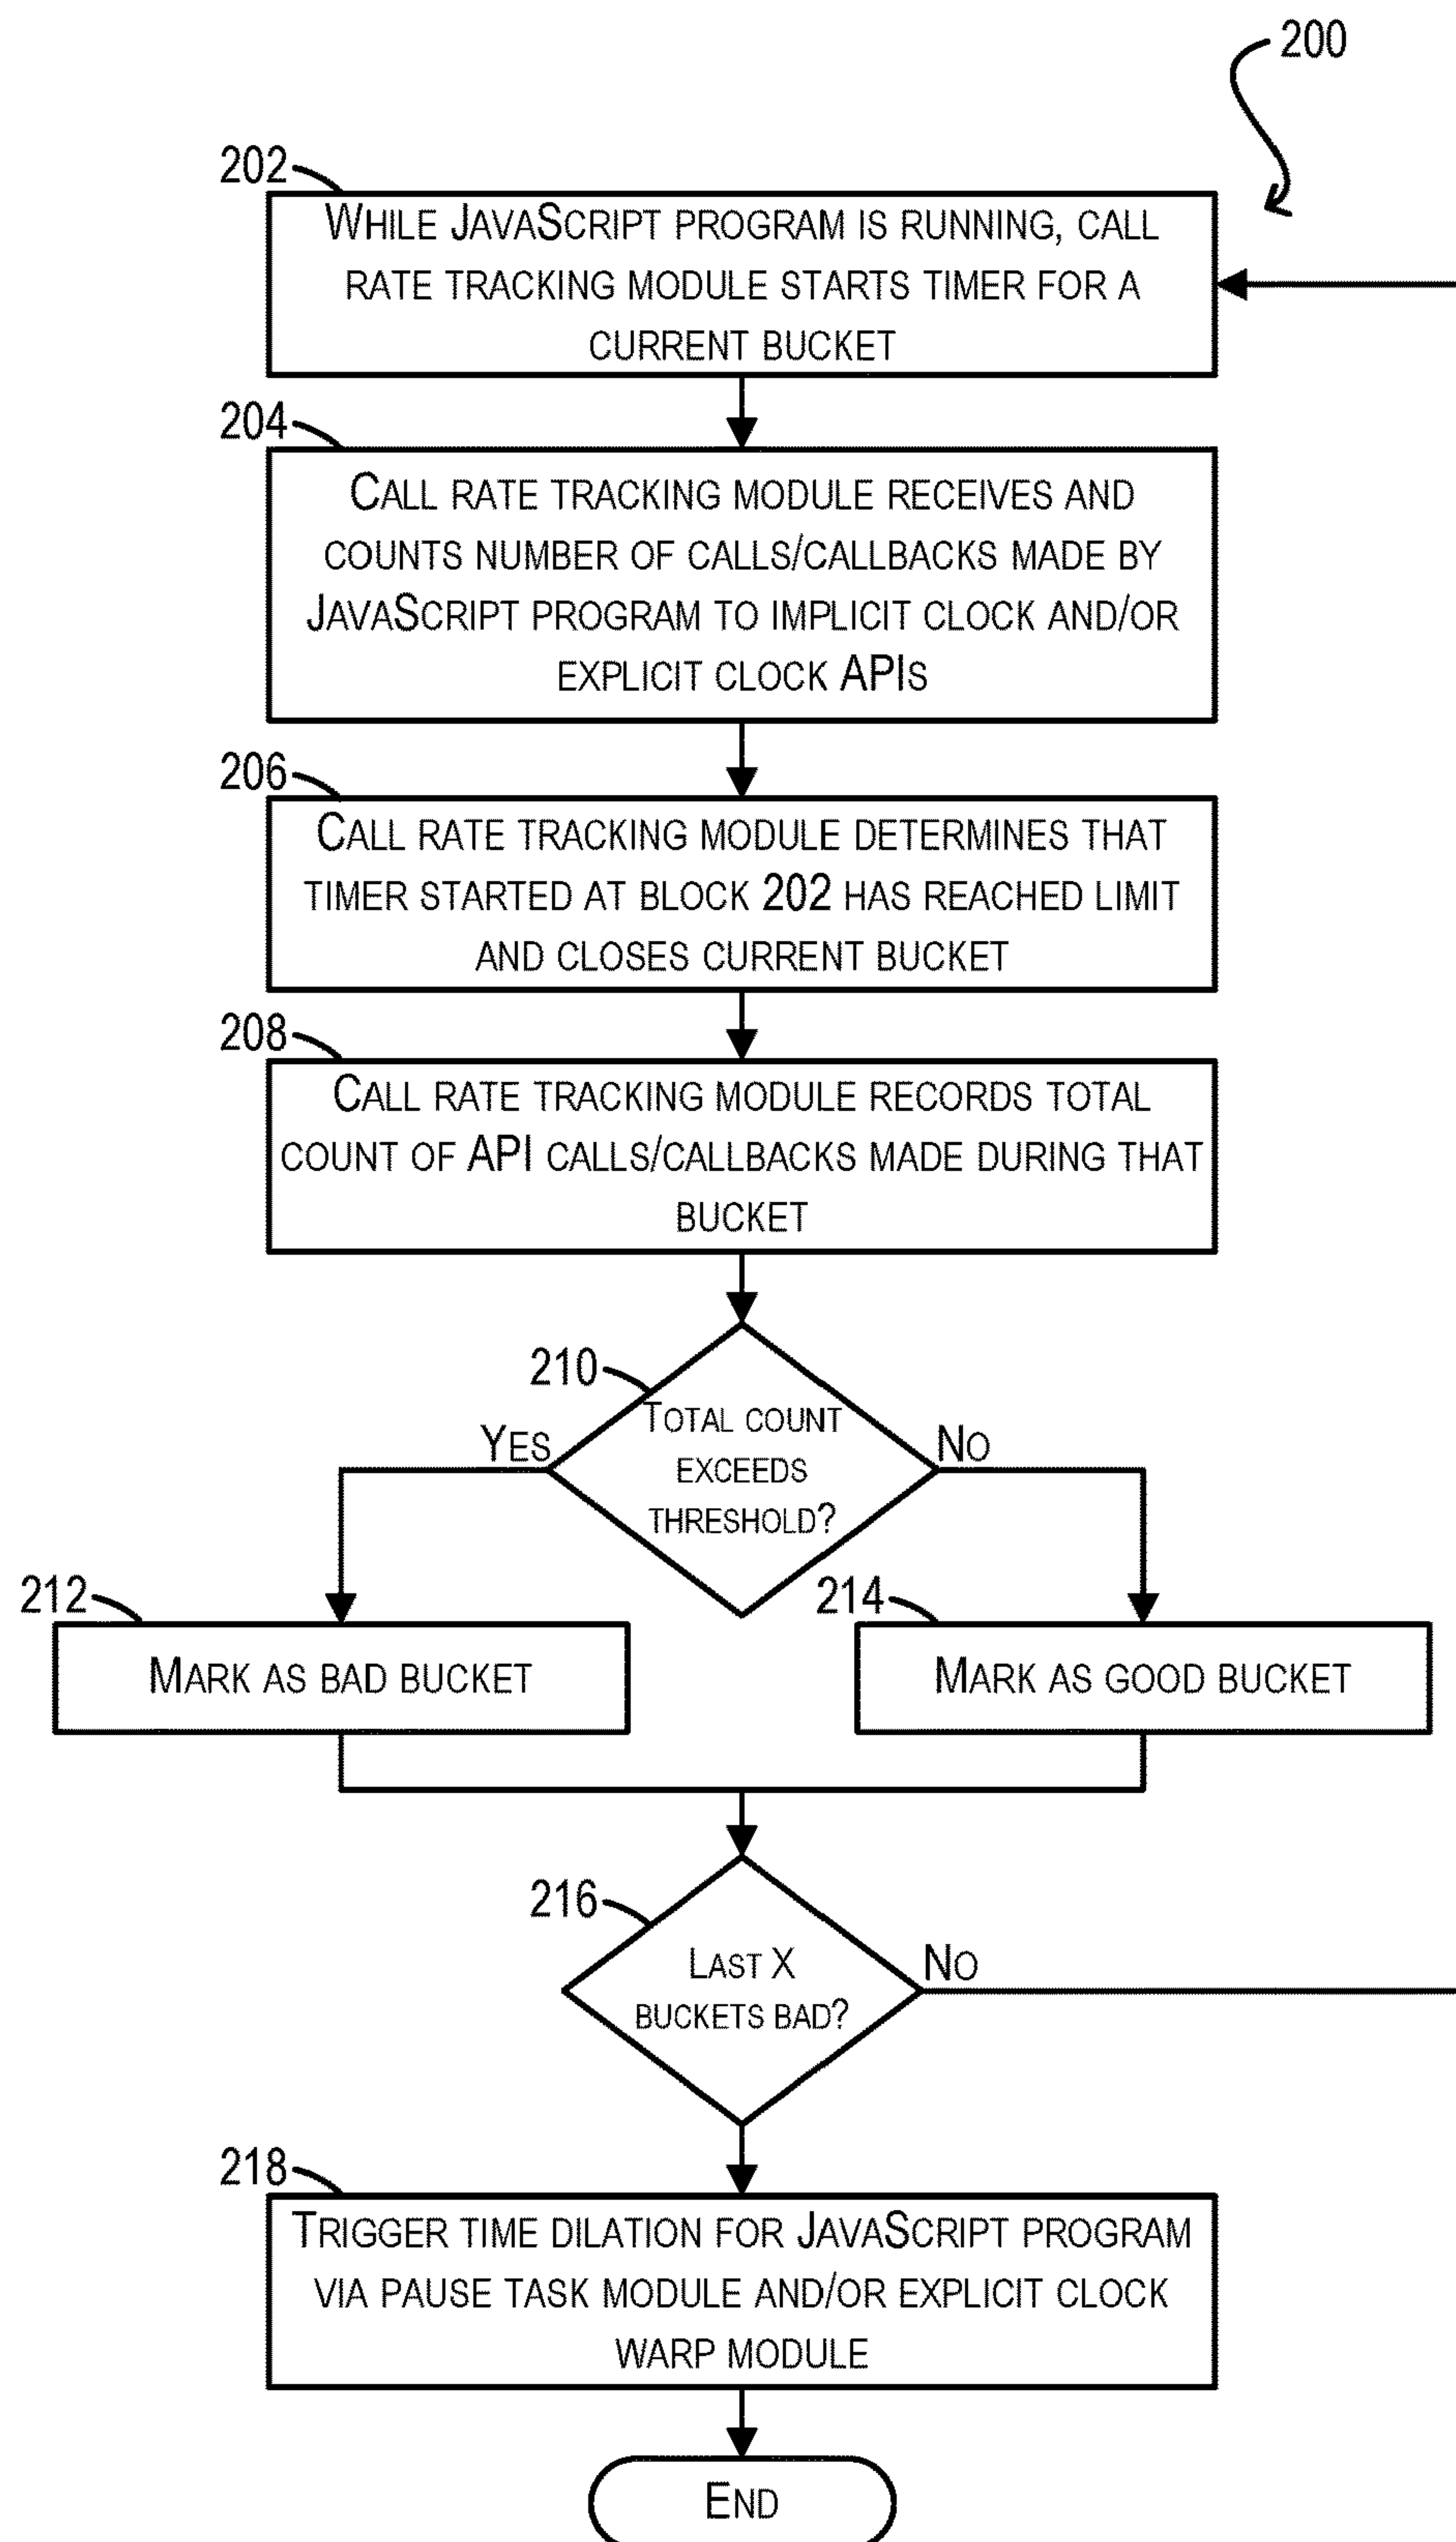 200
202
While JavaScript program is running, call
rate tracking module starts timer for a
current bucket
204
Call rate tracking module receives and
counts number of calls/callbacks made by
JavaScript program to implicit clock and/or
explicit clock APIs
206
Call rate tracking module determines that
timer started at block 202 has reached limit
and closes current bucket
208
Call rate tracking module records total
count of API calls/callbacks made during that
bucket
210
Total count
exceeds
threshold?
Yes
No
212
Mark as bad bucket
214
Mark as good bucket
216
Last X
buckets bad?
No
218
Trigger time dilation for JavaScript program
via pause task module and/or explicit clock
warp module
End